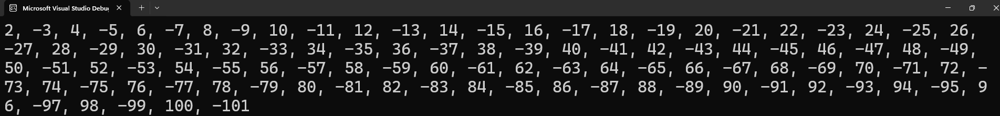 Microsoft Visual Studio Debu
2, -3, 4, -5, 6, -7, 8, -9, 10, -11, 12, -13, 14, -15, 16, -17, 18, -19, 20, -21, 22, -23, 24, -25, 26,
-27, 28, -29, 30, -31, 32, -33, 34, -35, 36, -37, 38, -39, 40, -41, 42, -43, 44, -45, 46, -47, 48, -49,
50, -51, 52, -53, 54, -55, 56, -57, 58, -59, 60, -61, 62, -63, 64, -65, 66, -67, 68, -69, 70, -71, 72, -
73, 74, -75, 76, -77, 78, -79, 80, -81, 82, -83, 84, -85, 86, -87, 88, -89, 90, -91, 92, -93, 94, -95, 9
6, -97, 98, -99, 100, -101